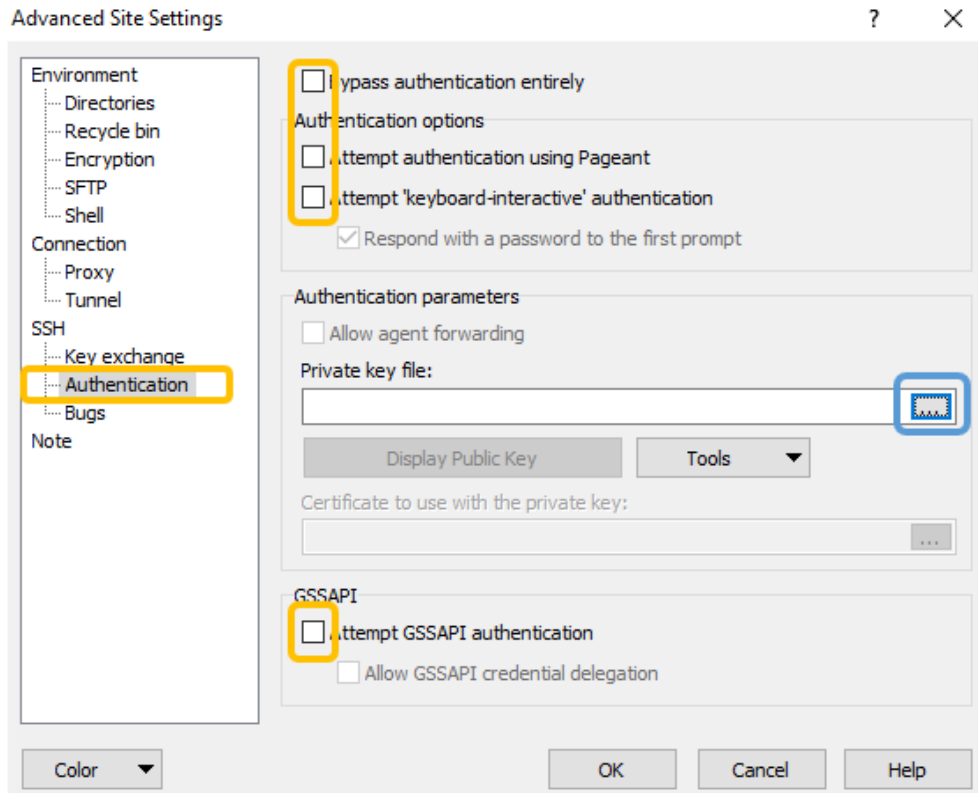 Advanced Site Settings
?
Environment
Directories
Recycle bin
Encryption
SFTP
Shell
Connection
Proxy
Tunnel
SSH
Key exchange
Authentication
Bugs
Note
Bypass authentication entirely
Authentication options
Attempt authentication using Pageant
Attempt 'keyboard-interactive' authentication
Respond with a password to the first prompt
Authentication parameters
Allow agent forwarding
Private key file:
...
Display Public Key
Tools
Certificate to use with the private key:
...
GSSAPI
Attempt GSSAPI authentication
Allow GSSAPI credential delegation
Color
OK
Cancel
Help